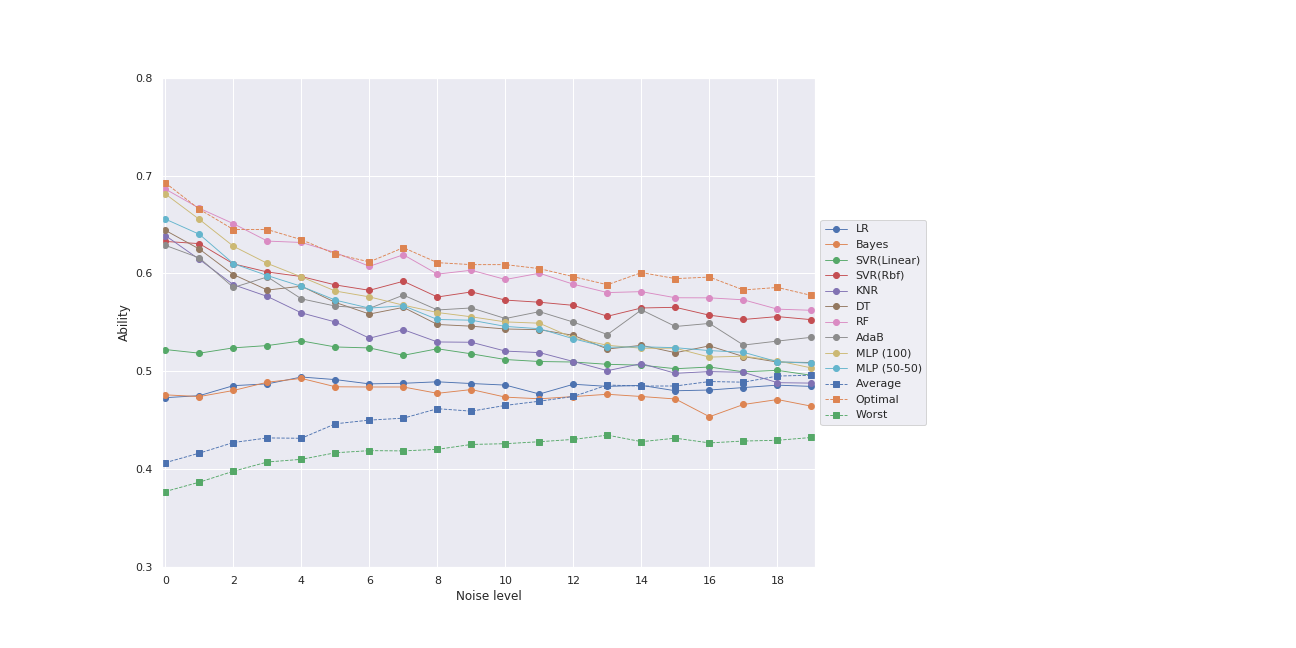 0.8
0.7
0.6
0.5
0.4
0.3
Ability
0 2 4 6 8 10 12 14 16 18
Noise level
LR
Bayes
SVR(Linear)
SVR(Rbf)
KNR
DT
RF
AdaB
MLP (100)
MLP (50-50)
Average
Optimal
Worst